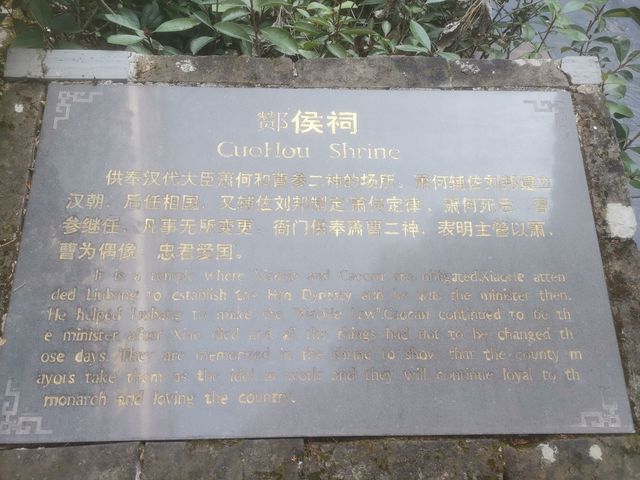 酂侯祠
CuoHou Shrine
供奉汉代大臣萧何和曹参二神的场所。萧何辅佐刘邦建立
汉朝，后任相国，又辅佐刘邦制定萧何定律，萧何死后，曹
参继任，凡事无所变更。衙门供奉萧曹二神，表明主管以萧、
曹为偶像，忠君爱国。
It is a temple where Xiaohe and Caocan are obligated.Xiaohe atten
ded Liubang to establish the Han Dynasty and he was the minister then.
He helped Liubang to make the "XiaoHe Law".Caocan continued to be th
e minister after Xiao died and all the things had not to be changed th
ose days. They are memorized in the shrine to show that the county m
ayors take them as the idol in work and they will continue loyal to th
monarch and loving the country.